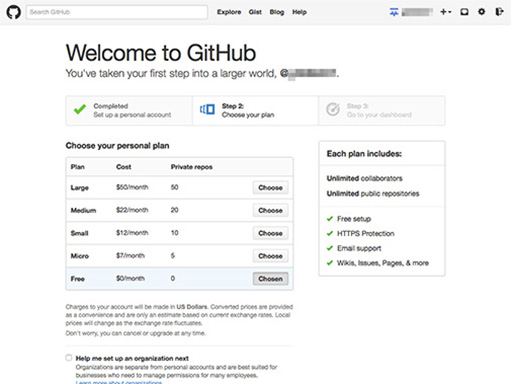 Search GitHub
Explore Gist Blog Help
Welcome to GitHub
You've taken your first step into a larger world, @
Completed
Set up a personal account
Step 2:
Choose your plan
Step 3:
Go to your dashboard
Choose your personal plan
Plan Cost Private repos
Large $50/month 50 Choose
Medium $22/month 20 Choose
Small $12/month 10 Choose
Micro $7/month 5 Choose
Free $0/month 0 Chosen
Charges to your account will be made in US Dollars. Converted prices are provided
as a convenience and are only an estimate based on current exchange rates. Local
prices will change as the exchange rate fluctuates.
Don't worry, you can cancel or upgrade at any time.
Help me set up an organization next
Organizations are separate from personal accounts and are best suited for
businesses who need to manage permissions for many employees.
Learn more about organizations.
Each plan includes:
Unlimited collaborators
Unlimited public repositories
Free setup
HTTPS Protection
Email support
Wikis, Issues, Pages, & more